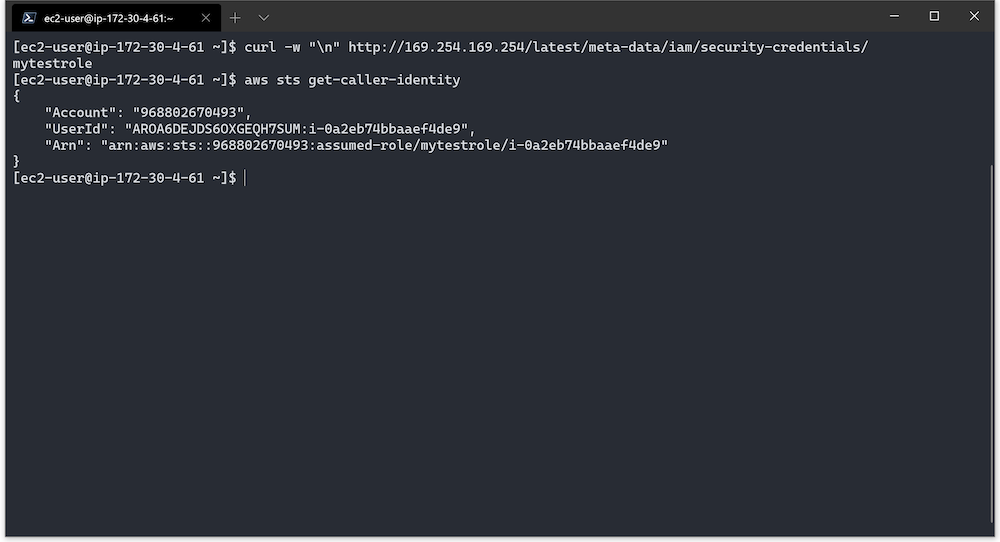 ec2-user@ip-172-30-4-61:~
[ec2-user@ip-172-30-4-61 ~]$ curl -w "\n" http://169.254.169.254/latest/meta-data/iam/security-credentials/
mytestrole
[ec2-user@ip-172-30-4-61 ~]$ aws sts get-caller-identity
{
    "Account": "968802670493",
    "UserId": "AROA6DEJDS6OXGEQH7SUM:i-0a2eb74bbaaef4de9",
    "Arn": "arn:aws:sts::968802670493:assumed-role/mytestrole/i-0a2eb74bbaaef4de9"
}
[ec2-user@ip-172-30-4-61 ~]$